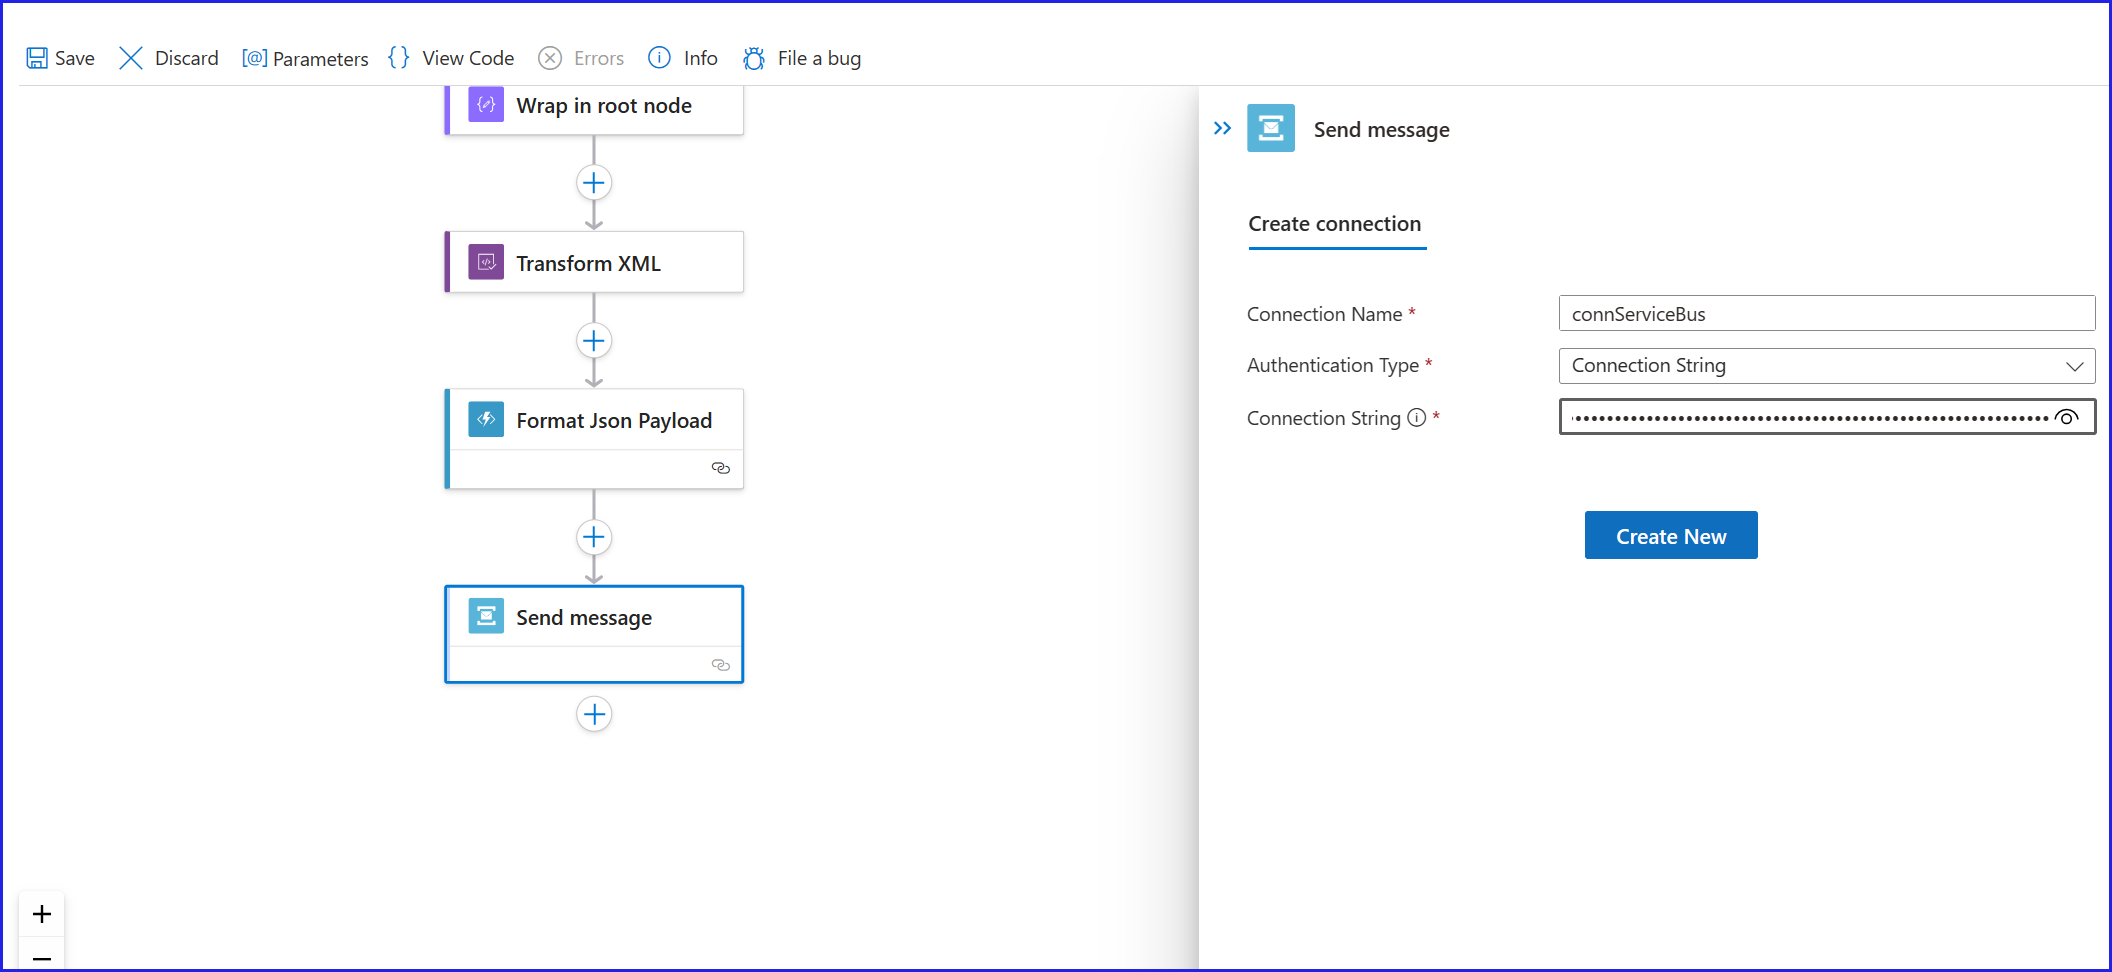 Save Discard [@] Parameters {} View Code Errors Info File a bug
Wrap in root node
Transform XML
Format Json Payload
Send message
Send message
Create connection
Connection Name * connServiceBus
Authentication Type * Connection String
Connection String * ••••••••••••••••••••••••••••••••••••••••••••••••••••••••
Create New